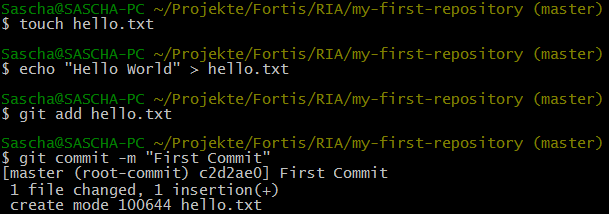 Sascha@SASCHA-PC ~/Projekte/Fortis/RIA/my-first-repository (master)
$ touch hello.txt
Sascha@SASCHA-PC ~/Projekte/Fortis/RIA/my-first-repository (master)
$ echo "Hello World" > hello.txt
Sascha@SASCHA-PC ~/Projekte/Fortis/RIA/my-first-repository (master)
$ git add hello.txt
Sascha@SASCHA-PC ~/Projekte/Fortis/RIA/my-first-repository (master)
$ git commit -m "First Commit"
[master (root-commit) c2d2ae0] First Commit
 1 file changed, 1 insertion(+)
 create mode 100644 hello.txt